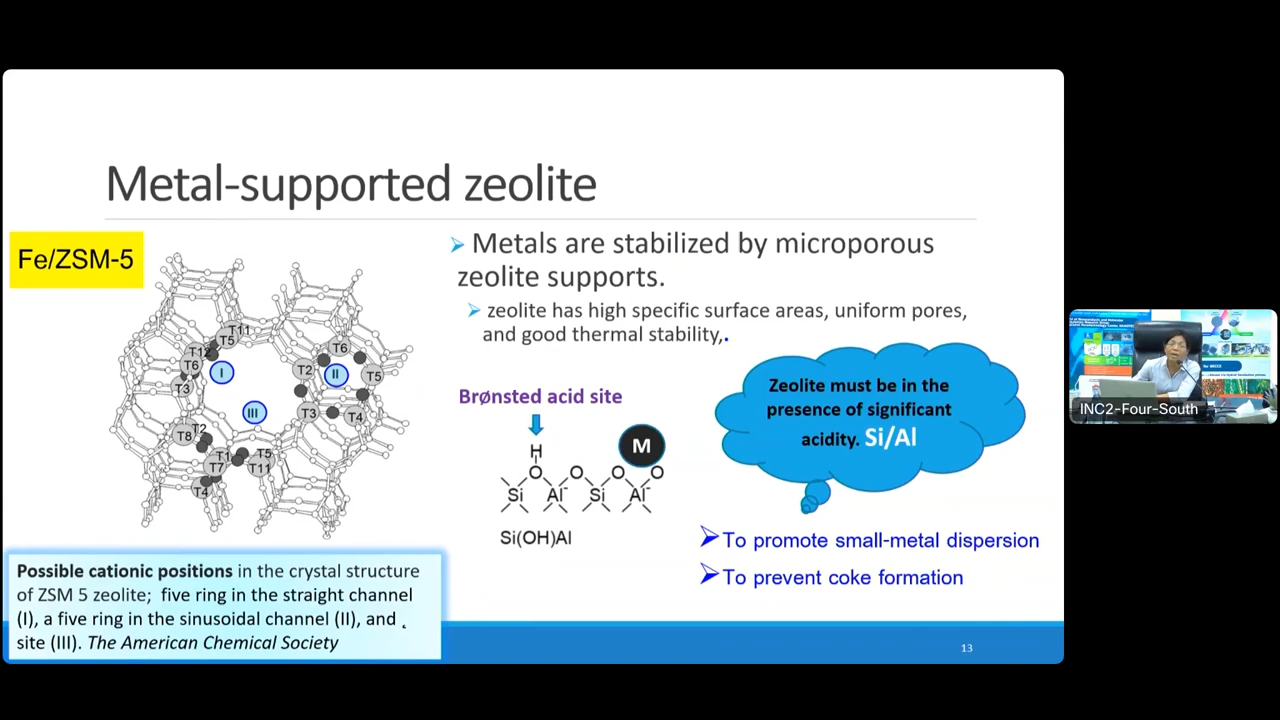 Metal-supported zeolite
Fe/ZSM-5
T11
T5
T12
T6
T3
I
II
III
T6
T2
T5
T3
T4
T2
T8
T1
T7
T5
T11
T4
Possible cationic positions in the crystal structure
of ZSM 5 zeolite; five ring in the straight channel
(I), a five ring in the sinusoidal channel (II), and
site (III). The American Chemical Society
➢ Metals are stabilized by microporous
zeolite supports.
➢ zeolite has high specific surface areas, uniform pores,
and good thermal stability,.
Brønsted acid site
M
H
O O O O
Si Al⁻ Si Al⁻
Si(OH)Al
Zeolite must be in the
presence of significant
acidity. Si/Al
➢To promote small-metal dispersion
➢To prevent coke formation
13
INC2-Four-South